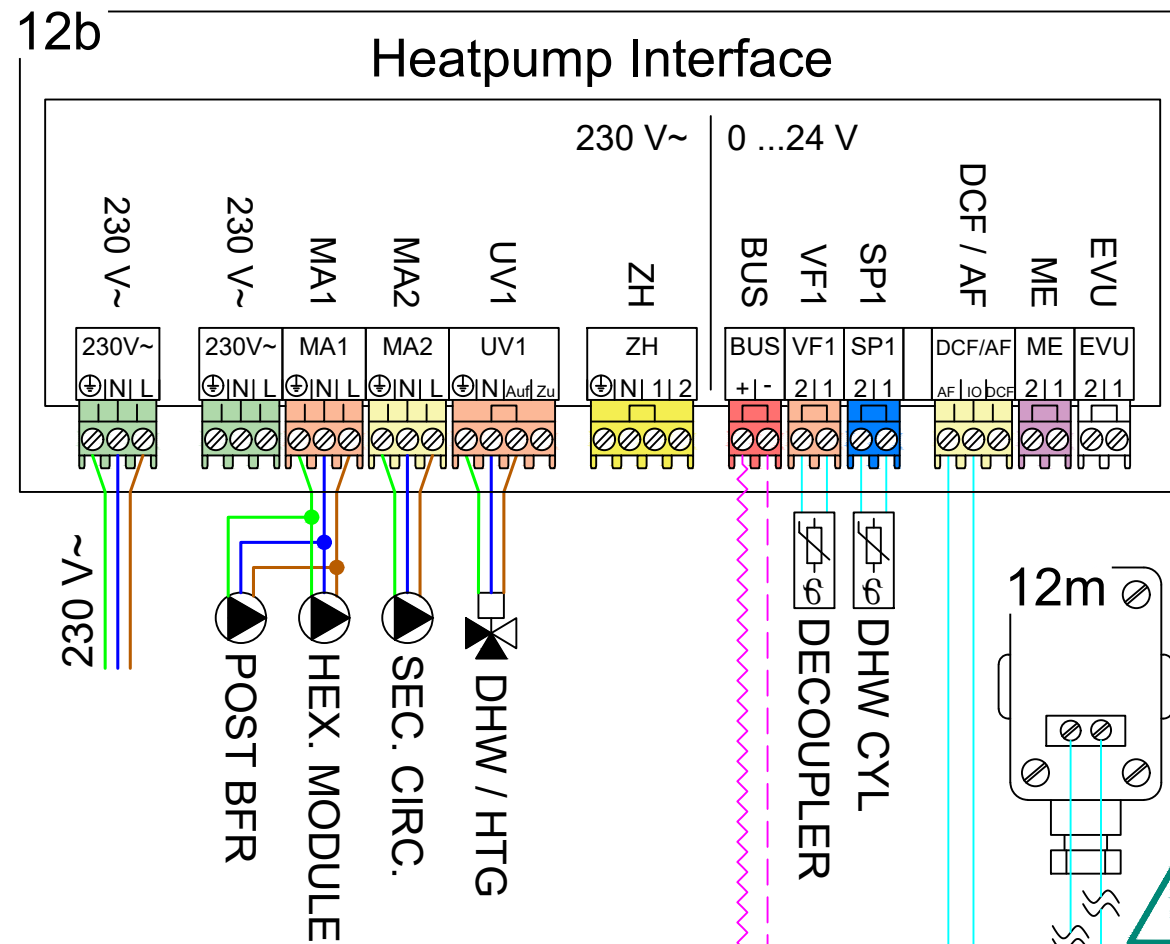 12b
Heatpump Interface
230 V~
0 ...24 V
230 V~
230 V~
MA1
MA2
UV1
ZH
BUS
VF1
SP1
DCF / AF
ME
EVU
230V~ 230V~ MA1 MA2 UV1 ZH BUS VF1 SP1 DCF/AF ME EVU
N L N L N L N L N Auf Zu N 1 2 + - 2 1 2 1 AF IO DCF 2 1 2 1
230 V~
POST BFR
HEX. MODULE
SEC. CIRC.
DHW / HTG
DECOUPLER
DHW CYL
12m